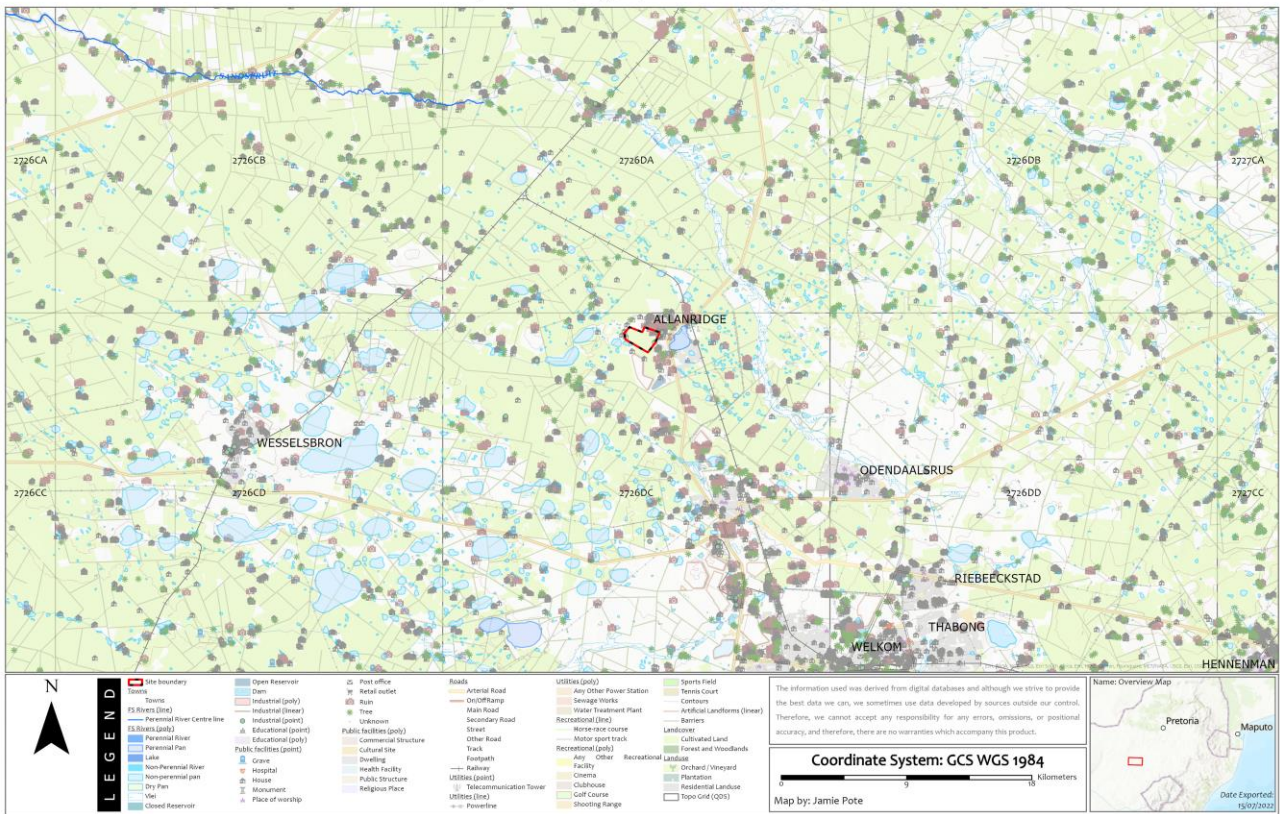 SANDSPRUIT
2726CA
2726CB
2726DA
2726DB
2727CA
ALLANRIDGE
WESSELSBRON
ODENDAALSRUS
2726CC
2726CD
2726DC
2726DD
2727CC
RIEBEECKSTAD
THABONG
WELKOM
HENNENMAN
N
LEGEND
Site boundary
Towns
Towns
FS Rivers (line)
Perennial River Centre line
FS Rivers (poly)
Perennial River
Perennial Pan
Lake
Non-Perennial River
Non-perennial pan
Dry Pan
Vlei
Closed Reservoir
Open Reservoir
Dam
Industrial (poly)
Industrial (linear)
Industrial (point)
Educational (point)
Educational (poly)
Public facilities (point)
Grave
Hospital
House
Monument
Place of worship
Post office
Retail outlet
Ruin
Tree
Unknown
Public facilities (poly)
Commercial Structure
Cultural Site
Dwelling
Health Facility
Public Structure
Religious Place
Roads
Arterial Road
On/Off Ramp
Main Road
Secondary Road
Street
Other Road
Track
Footpath
Railway
Utilities (point)
Telecommunication Tower
Utilities (line)
Powerline
Utilities (poly)
Any Other Power Station
Sewage Works
Water Treatment Plant
Recreational (line)
Horse-race course
Motor sport track
Recreational (poly)
Any Other Recreational
Facility
Cinema
Clubhouse
Golf Course
Shooting Range
Sports Field
Tennis Court
Contours
Artificial Landforms (linear)
Barriers
Landcover
Cultivated Land
Forest and Woodlands
Landuse
Orchard / Vineyard
Plantation
Residential Landuse
Topo Grid (QDS)
The information used was derived from digital databases and although we strive to provide
the best data we can, we sometimes use data developed by sources outside our control.
Therefore, we cannot accept any responsibility for any errors, omissions, or positional
accuracy, and therefore, there are no warranties which accompany this product.
Coordinate System: GCS WGS 1984
Kilometers
0 9 18
Map by: Jamie Pote
Name: Overview Map
Pretoria
Maputo
Date Exported:
15/07/2022